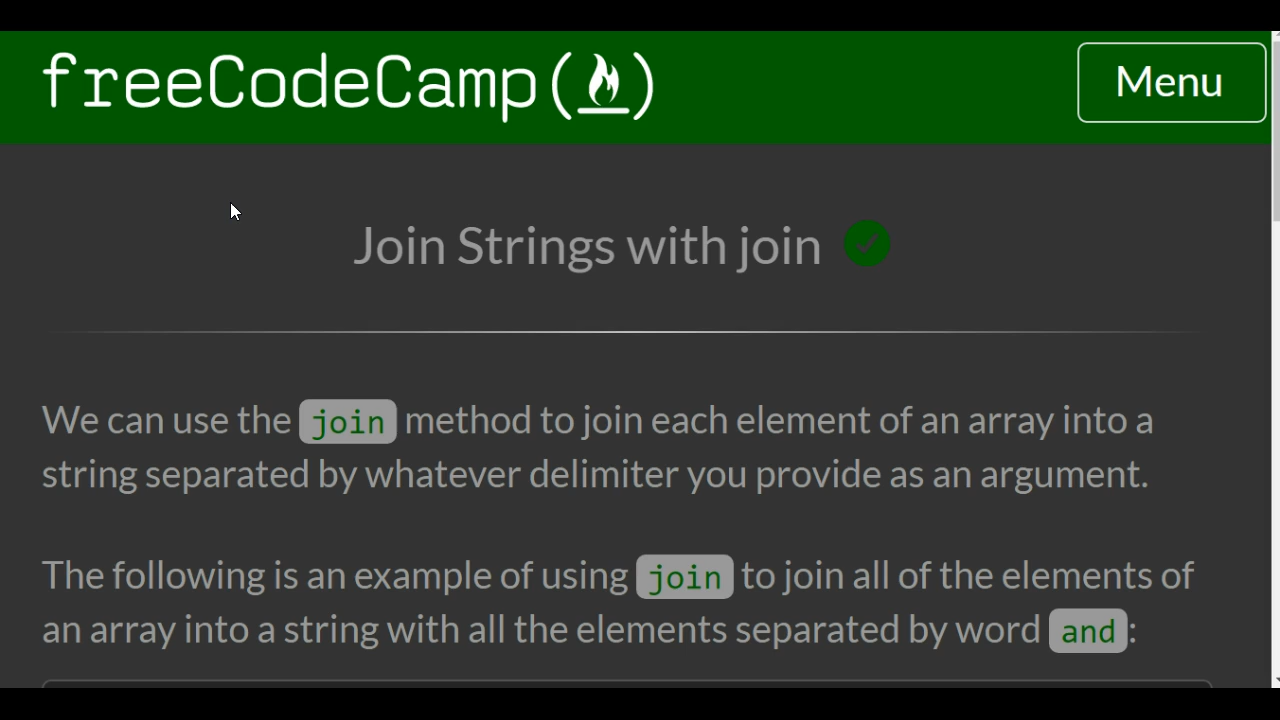 freeCodeCamp
Menu
Join Strings with join
We can use the join method to join each element of an array into a
string separated by whatever delimiter you provide as an argument.
The following is an example of using join to join all of the elements of
an array into a string with all the elements separated by word and: